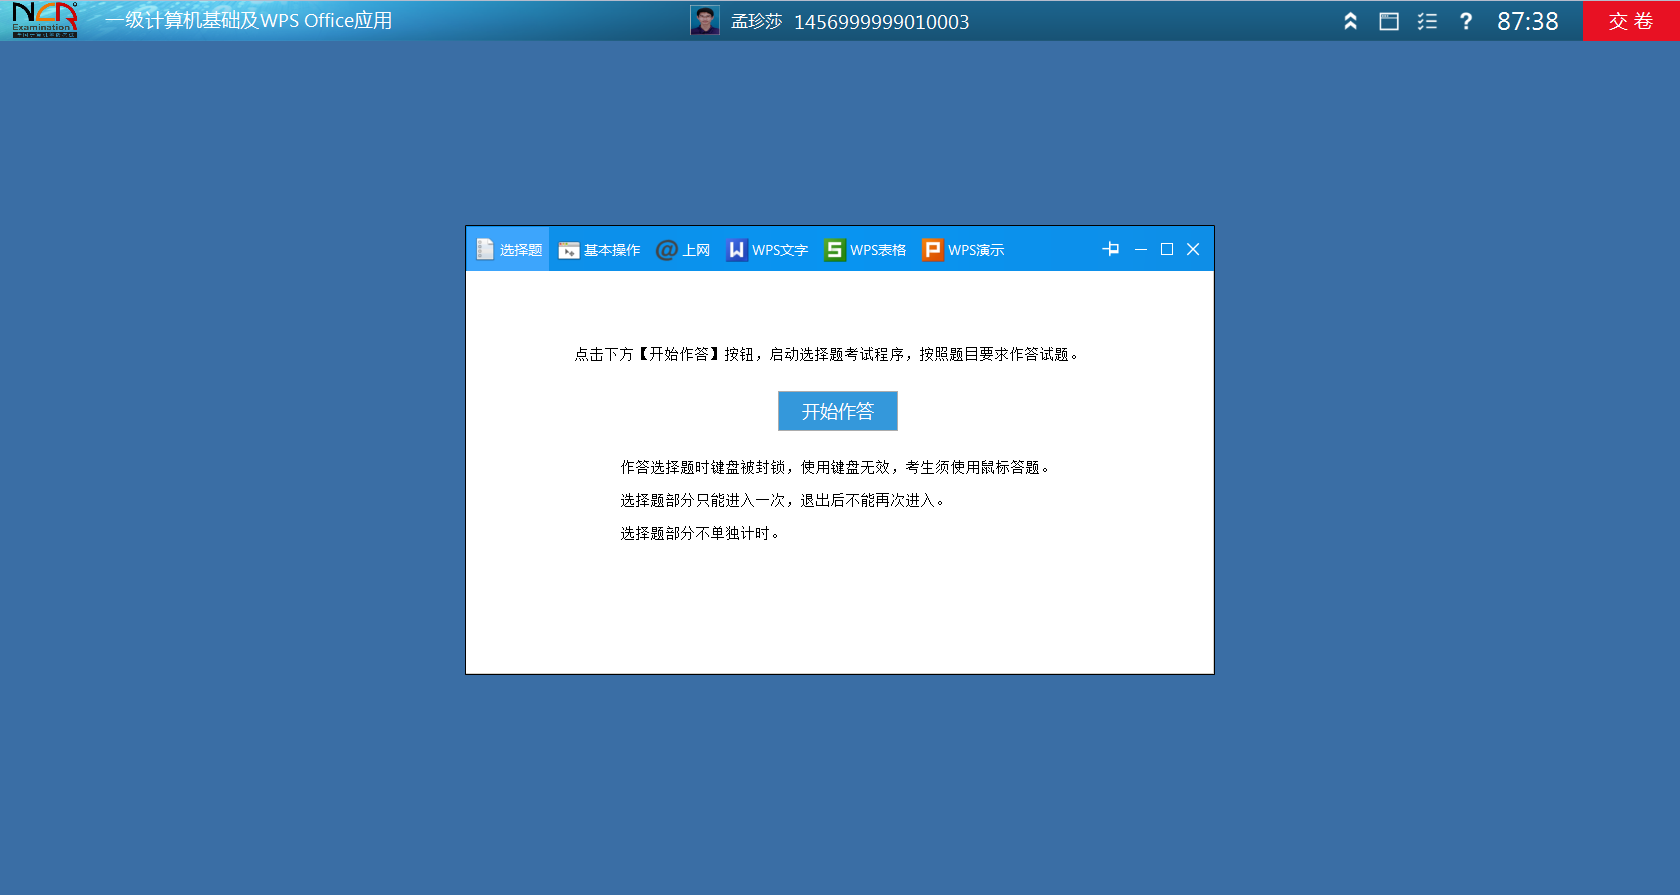 NCR
Examination
一级计算机基础及WPS Office应用
孟珍莎 1456999999010003
? 87:38 交 卷
选择题 基本操作 @ 上网 W WPS文字 S WPS表格 P WPS演示
点击下方【开始作答】按钮，启动选择题考试程序，按照题目要求作答试题。
开始作答
作答选择题时键盘被封锁，使用键盘无效，考生须使用鼠标答题。
选择题部分只能进入一次，退出后不能再次进入。
选择题部分不单独计时。